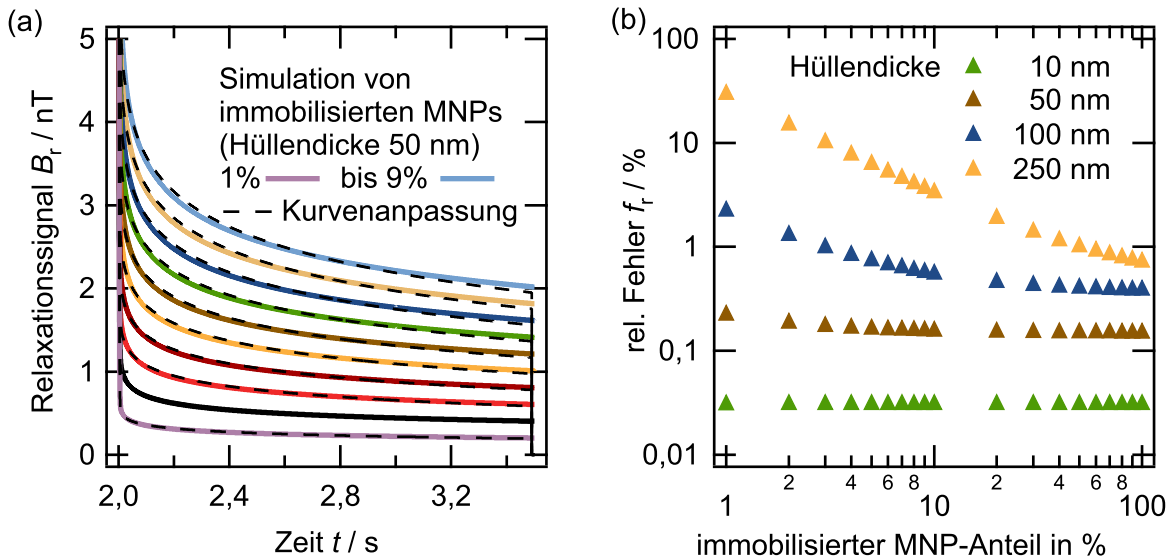 (a)
5
4
3
2
1
0
Relaxationssignal Br / nT
Simulation von
immobilisierten MNPs
(Hüllendicke 50 nm)
1% bis 9%
Kurvenanpassung
2,0 2,4 2,8 3,2
Zeit t / s
(b)
100
10
1
0,1
0,01
rel. Fehler fr / %
Hüllendicke 10 nm
50 nm
100 nm
250 nm
1 2 4 6 8 10 2 4 6 8 100
immobilisierter MNP-Anteil in %